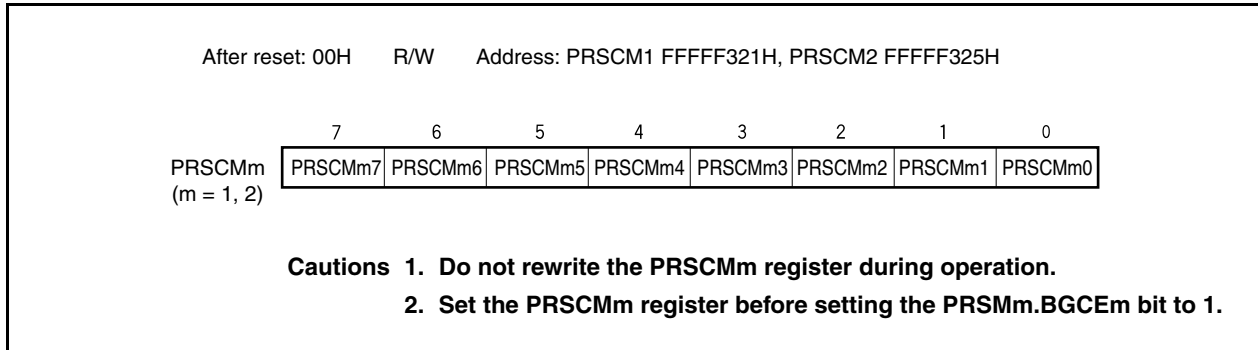 After reset: 00H R/W Address: PRSCM1 FFFFF321H, PRSCM2 FFFFF325H
7 6 5 4 3 2 1 0
PRSCMm PRSCMm7 PRSCMm6 PRSCMm5 PRSCMm4 PRSCMm3 PRSCMm2 PRSCMm1 PRSCMm0
(m = 1, 2)
Cautions 1. Do not rewrite the PRSCMm register during operation.
2. Set the PRSCMm register before setting the PRSMm.BGCEm bit to 1.